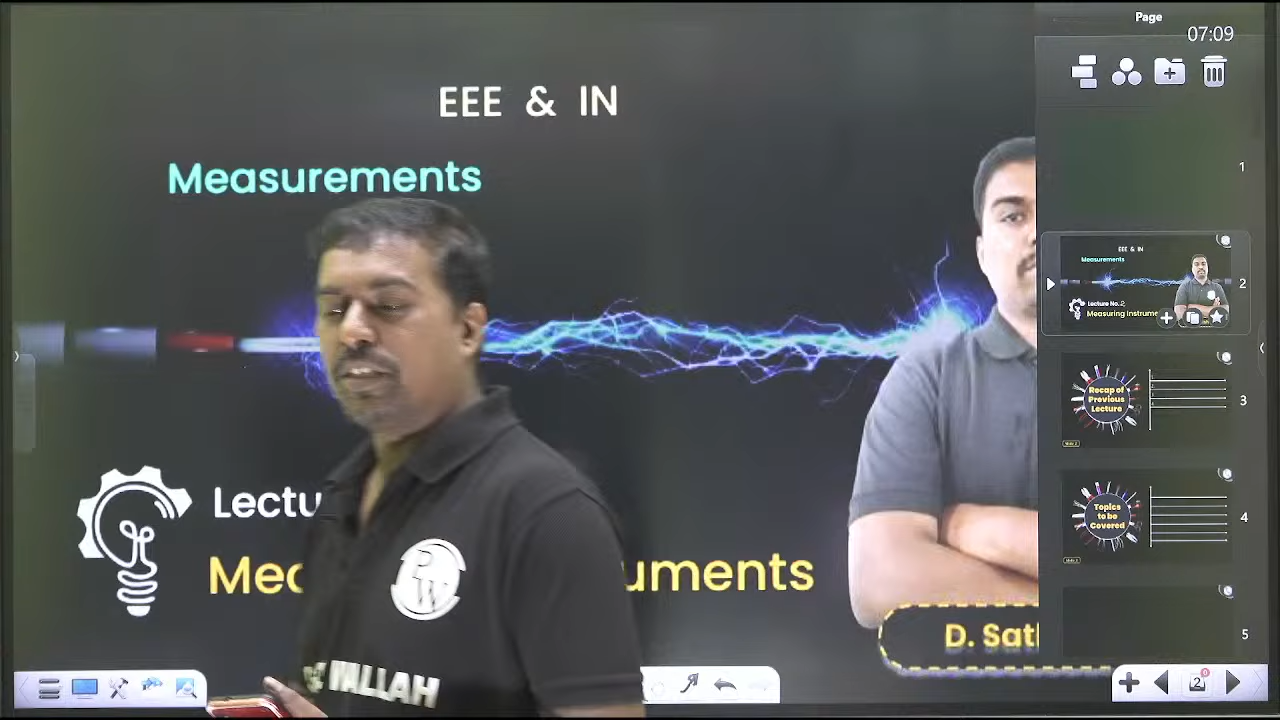 Page
07:09
EEE & IN
Measurements
Lectu
Mea
uments
D. Sat
PW
WALLAH
1
EEE & IN
Measurements
Lecture No. 2
Measuring Instrume
2
Recap of
Previous
Lecture
3
Topics
to be
Covered
4
5
2